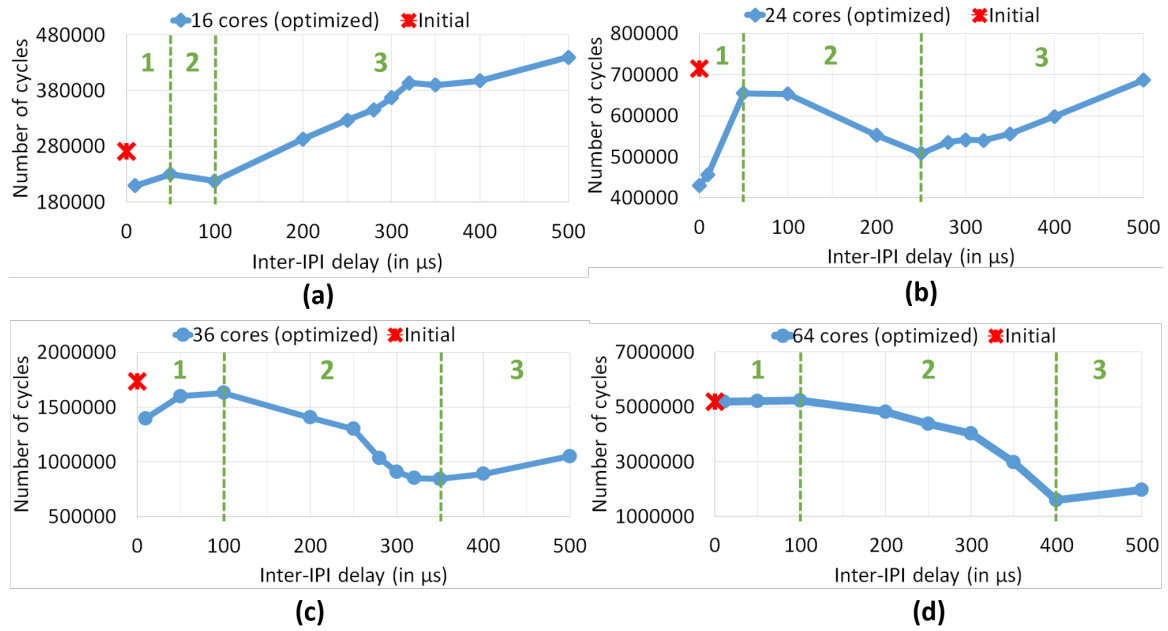 16 cores (optimized) Initial
480000
380000
280000
180000
Number of cycles
1 2 3
0 100 200 300 400 500
Inter-IPI delay (in µs)
(a)
24 cores (optimized) Initial
800000
700000
600000
500000
400000
Number of cycles
1 2 3
0 100 200 300 400 500
Inter-IPI delay (in µs)
(b)
36 cores (optimized) Initial
2000000
1500000
1000000
500000
Number of cycles
1 2 3
0 100 200 300 400 500
Inter-IPI delay (in µs)
(c)
64 cores (optimized) Initial
7000000
5000000
3000000
1000000
Number of cycles
1 2 3
0 100 200 300 400 500
Inter-IPI delay (in µs)
(d)